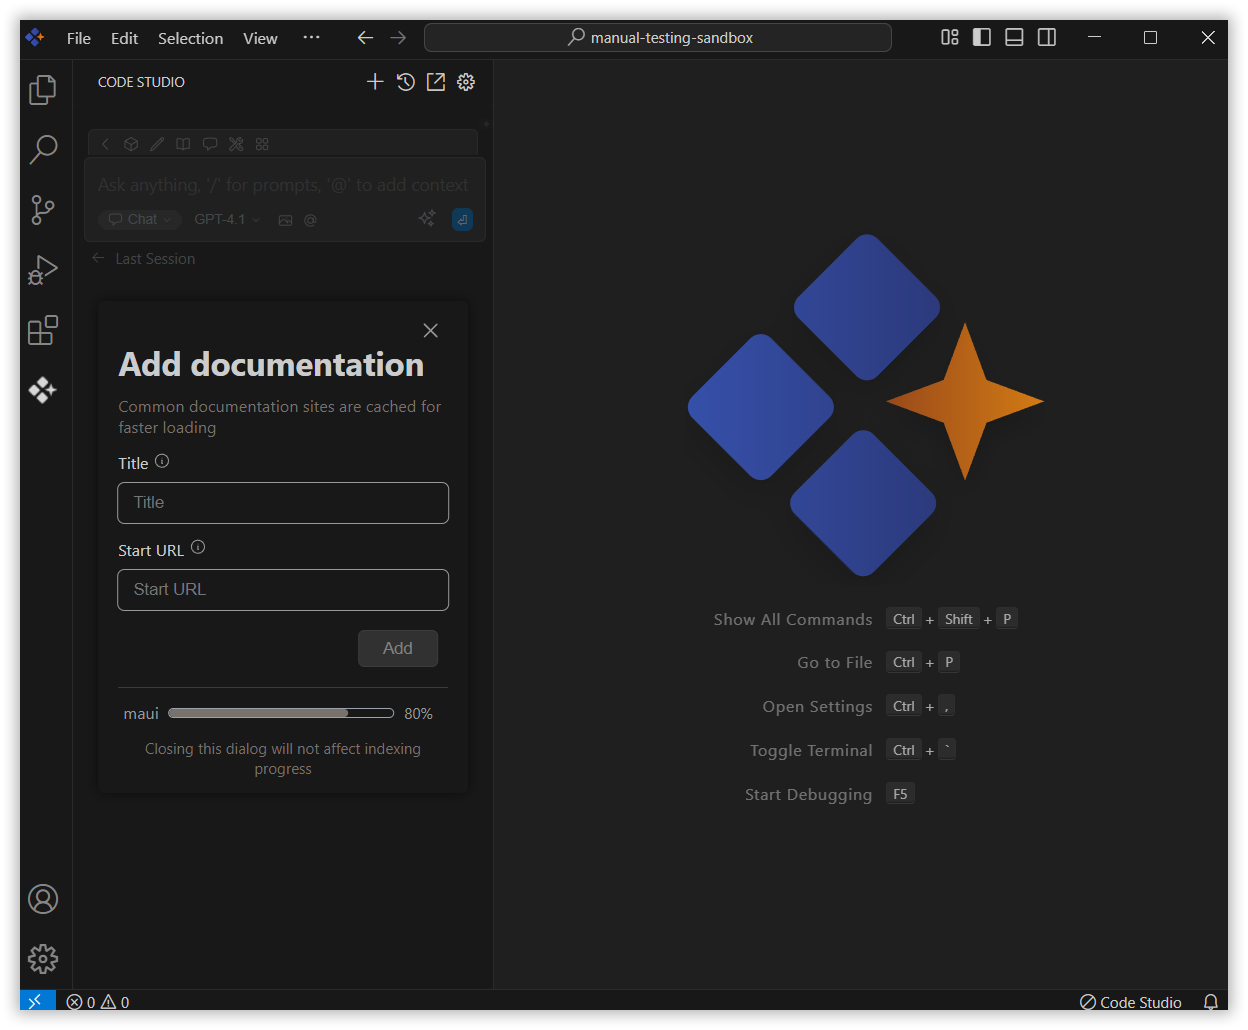 File Edit Selection View ··· manual-testing-sandbox
CODE STUDIO
Ask anything, '/' for prompts, '@' to add context
Chat GPT-4.1
Last Session
Add documentation
Common documentation sites are cached for
faster loading
Title
Title
Start URL
Start URL
Add
maui 80%
Closing this dialog will not affect indexing
progress
Show All Commands Ctrl + Shift + P
Go to File Ctrl + P
Open Settings Ctrl + ,
Toggle Terminal Ctrl + `
Start Debugging F5
0 0 Code Studio